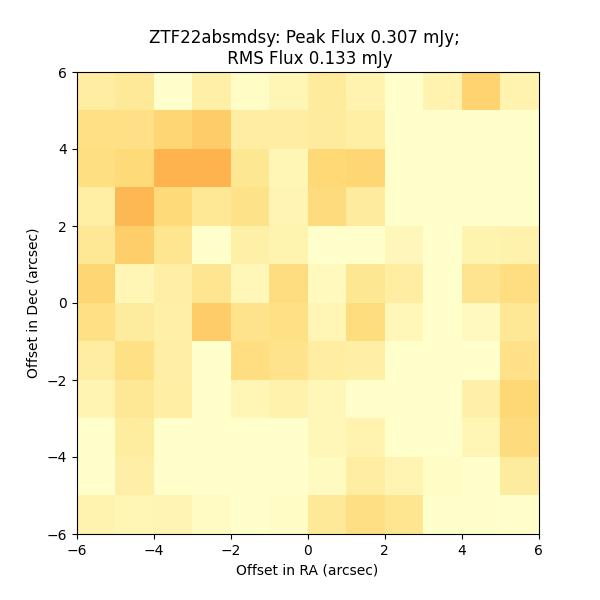 ZTF22absmdsy: Peak Flux 0.307 mJy;
RMS Flux 0.133 mJy
6
4
2
0
−2
−4
−6
Offset in Dec (arcsec)
−6 −4 −2 0 2 4 6
Offset in RA (arcsec)